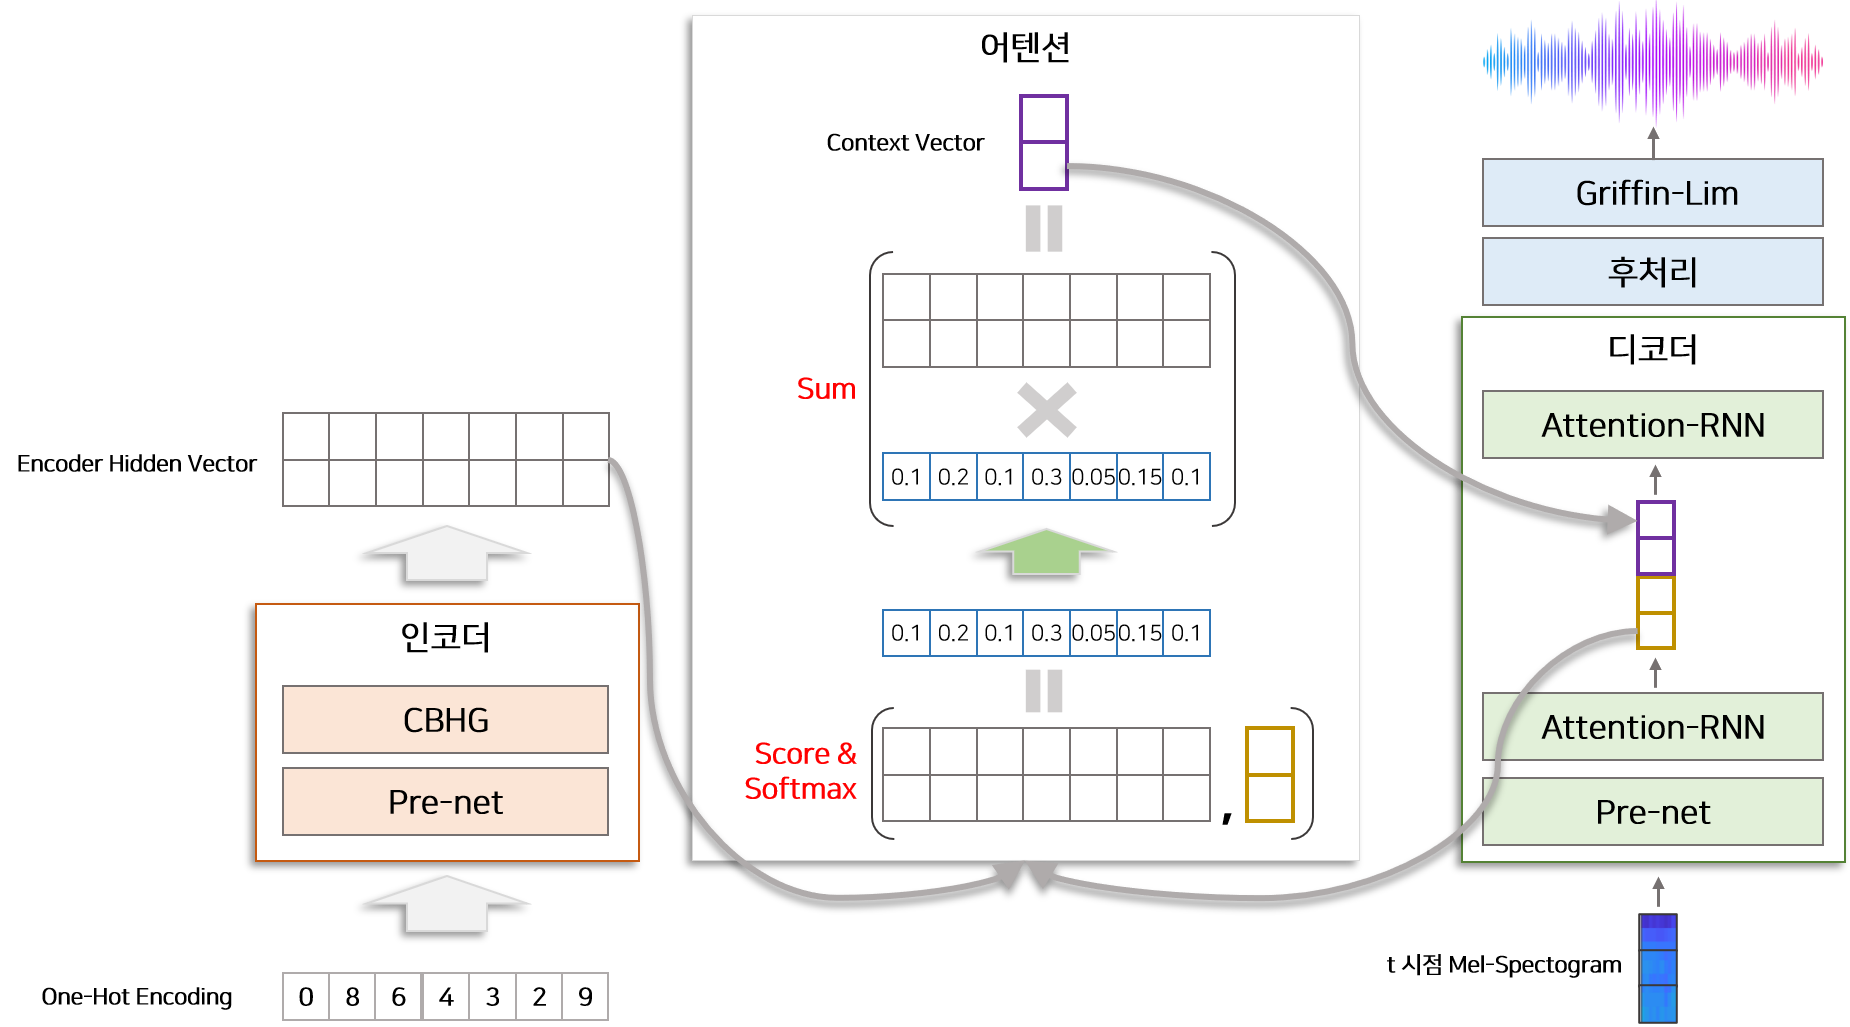 어텐션
Context Vector
Sum
0.1 0.2 0.1 0.3 0.05 0.15 0.1
0.1 0.2 0.1 0.3 0.05 0.15 0.1
Score &
Softmax
,
Encoder Hidden Vector
인코더
CBHG
Pre-net
One-Hot Encoding
0 8 6 4 3 2 9
Griffin-Lim
후처리
디코더
Attention-RNN
Attention-RNN
Pre-net
t 시점 Mel-Spectogram